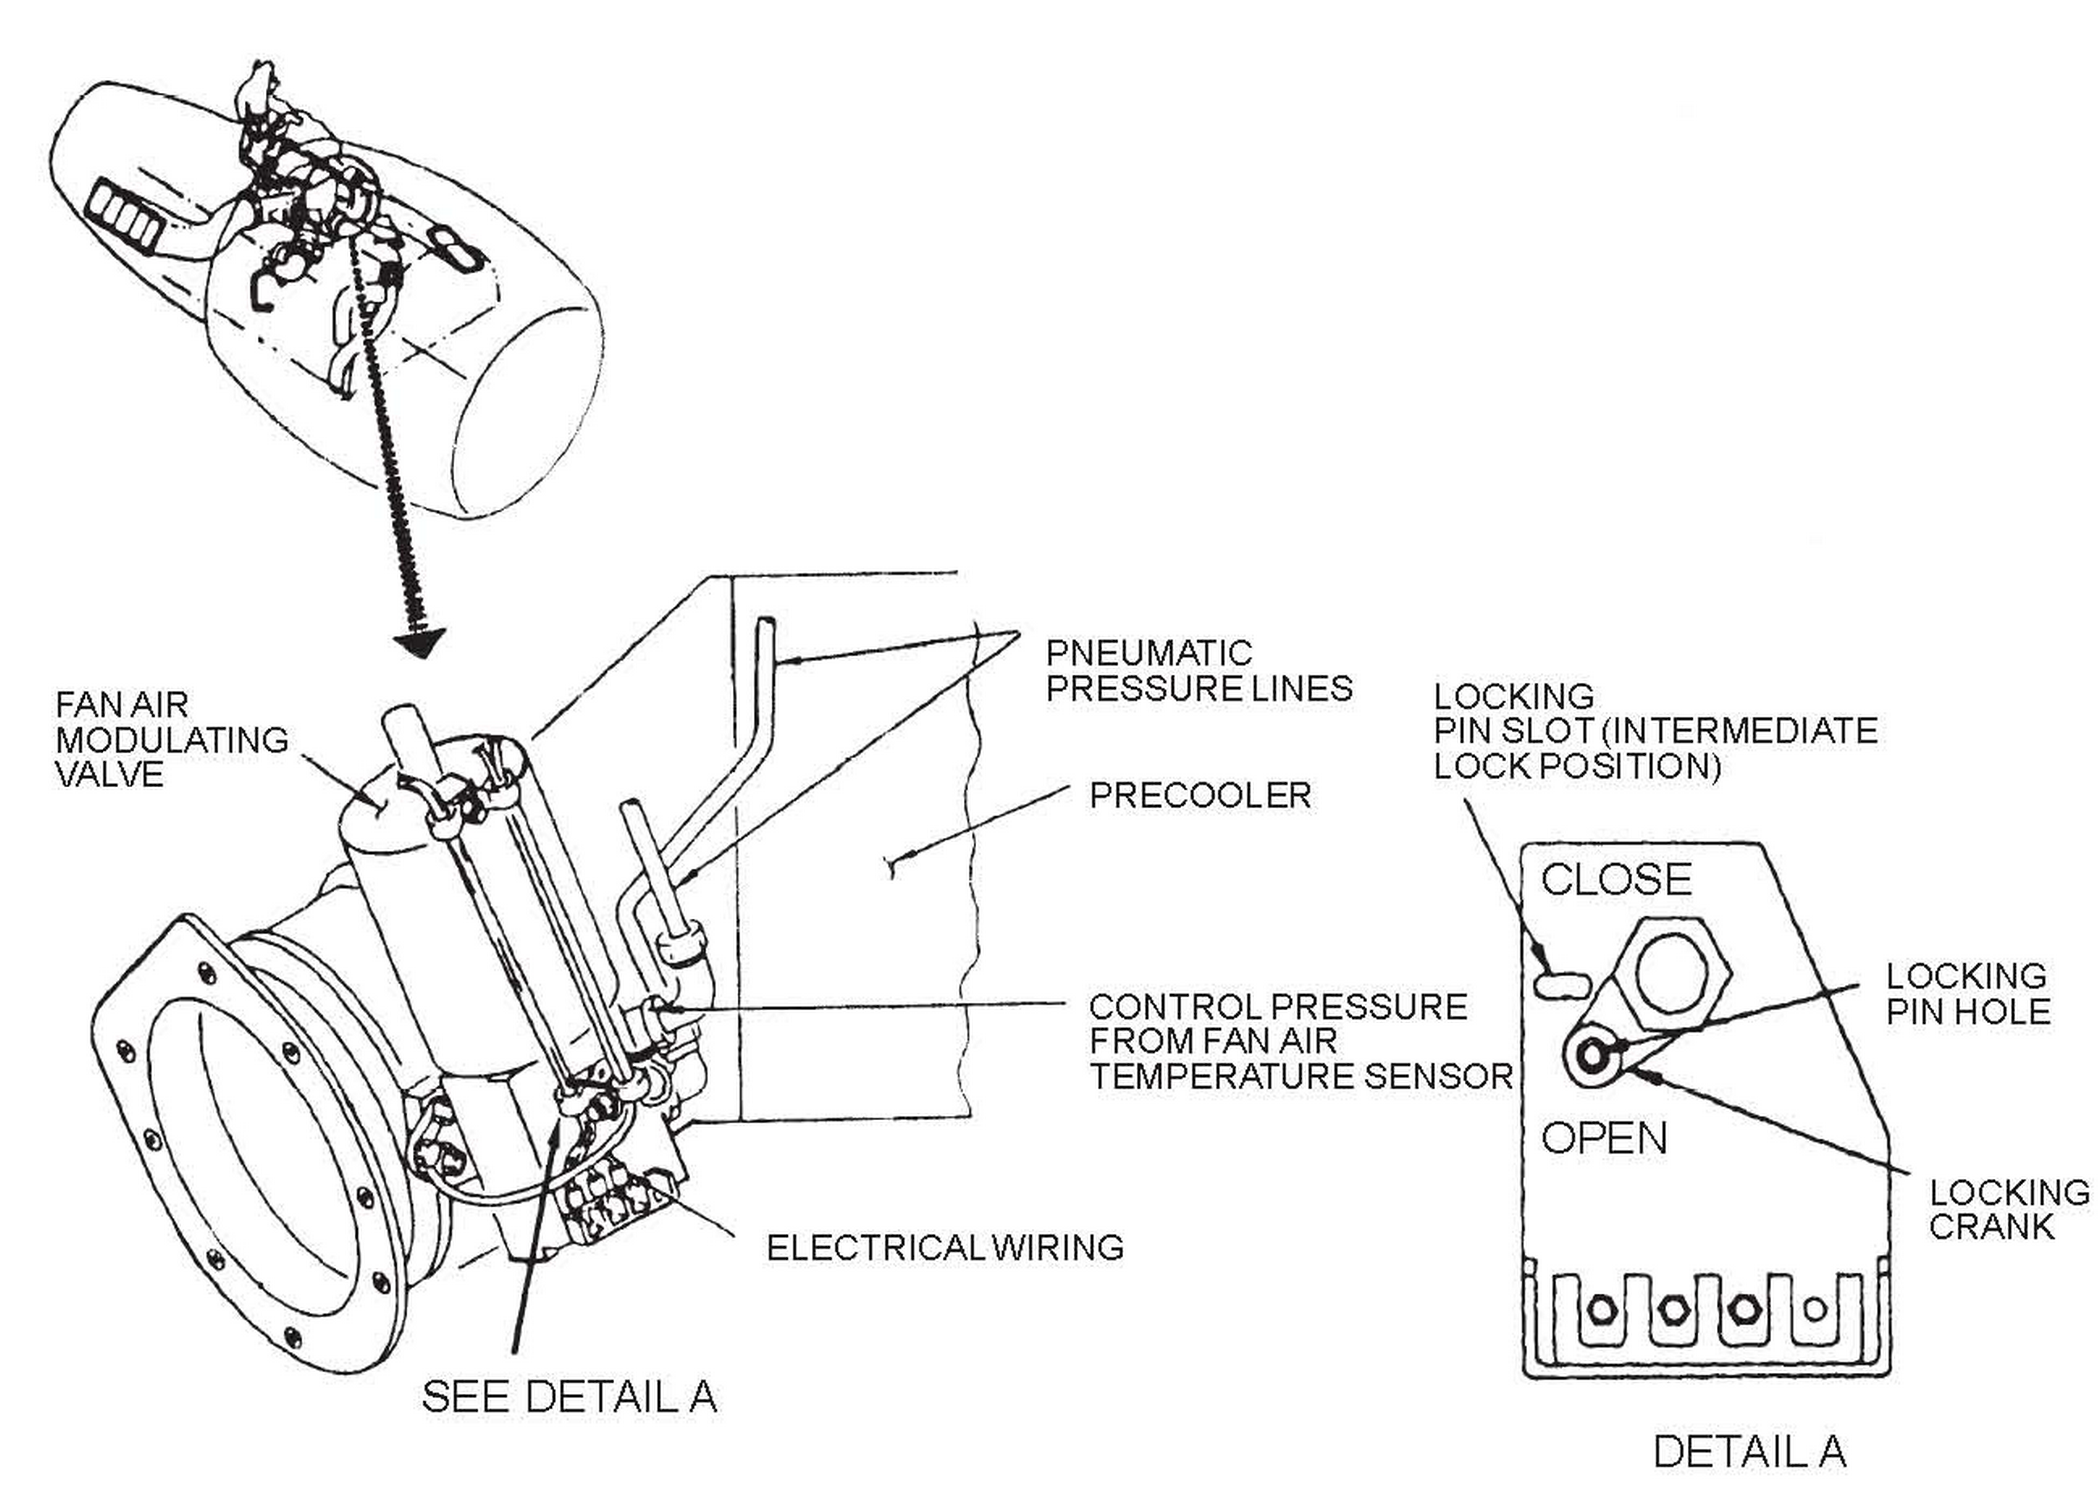 FAN AIR
MODULATING
VALVE
PNEUMATIC
PRESSURE LINES
PRECOOLER
CONTROL PRESSURE
FROM FAN AIR
TEMPERATURE SENSOR
ELECTRICAL WIRING
SEE DETAIL A
LOCKING
PIN SLOT (INTERMEDIATE
LOCK POSITION)
CLOSE
LOCKING
PIN HOLE
OPEN
LOCKING
CRANK
DETAIL A